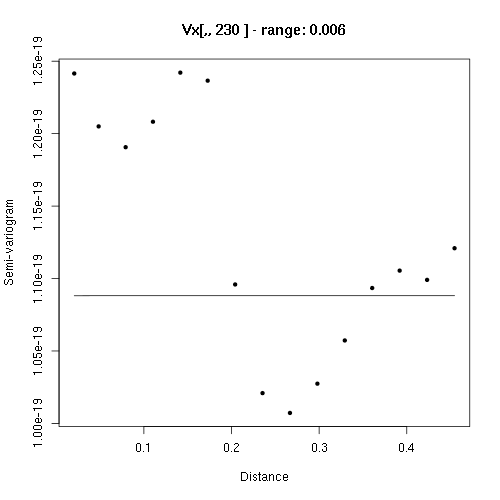 Vx[,, 230 ] - range: 0.006
1.25e-19
1.20e-19
1.15e-19
1.10e-19
1.05e-19
1.00e-19
Semi-variogram
0.1 0.2 0.3 0.4
Distance